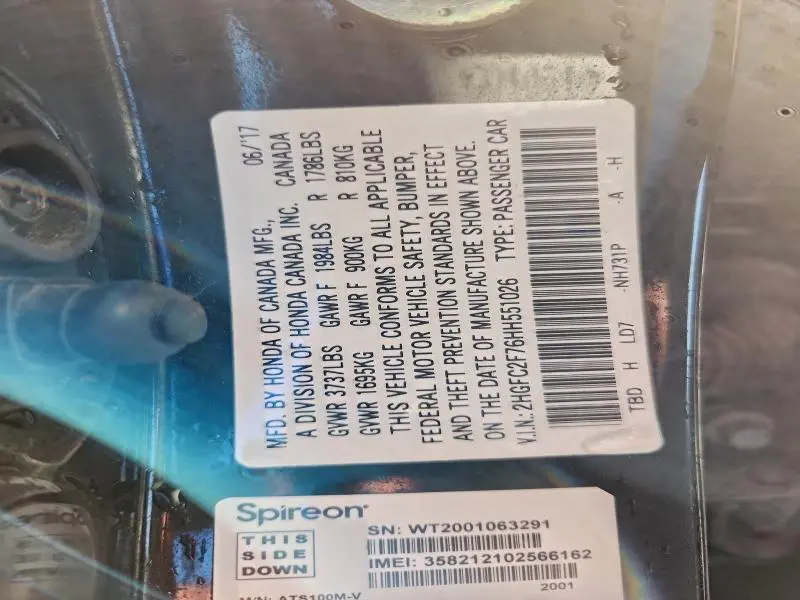 06/'17
MFD. BY HONDA OF CANADA MFG.,
A DIVISION OF HONDA CANADA INC. CANADA
GVWR 3737LBS GAWR F 1984LBS R 1786LBS
GVWR 1695KG GAWR F 900KG R 810KG
THIS VEHICLE CONFORMS TO ALL APPLICABLE
FEDERAL MOTOR VEHICLE SAFETY, BUMPER,
AND THEFT PREVENTION STANDARDS IN EFFECT
ON THE DATE OF MANUFACTURE SHOWN ABOVE.
V.I.N.:2HGFC2F76HH551026 TYPE: PASSENGER CAR
TBD H LD7 -NH731P -A -H
Spireon
THIS
SIDE
DOWN
SN: WT2001063291
IMEI: 358212102566162
2001
M/N: ATS100M-V